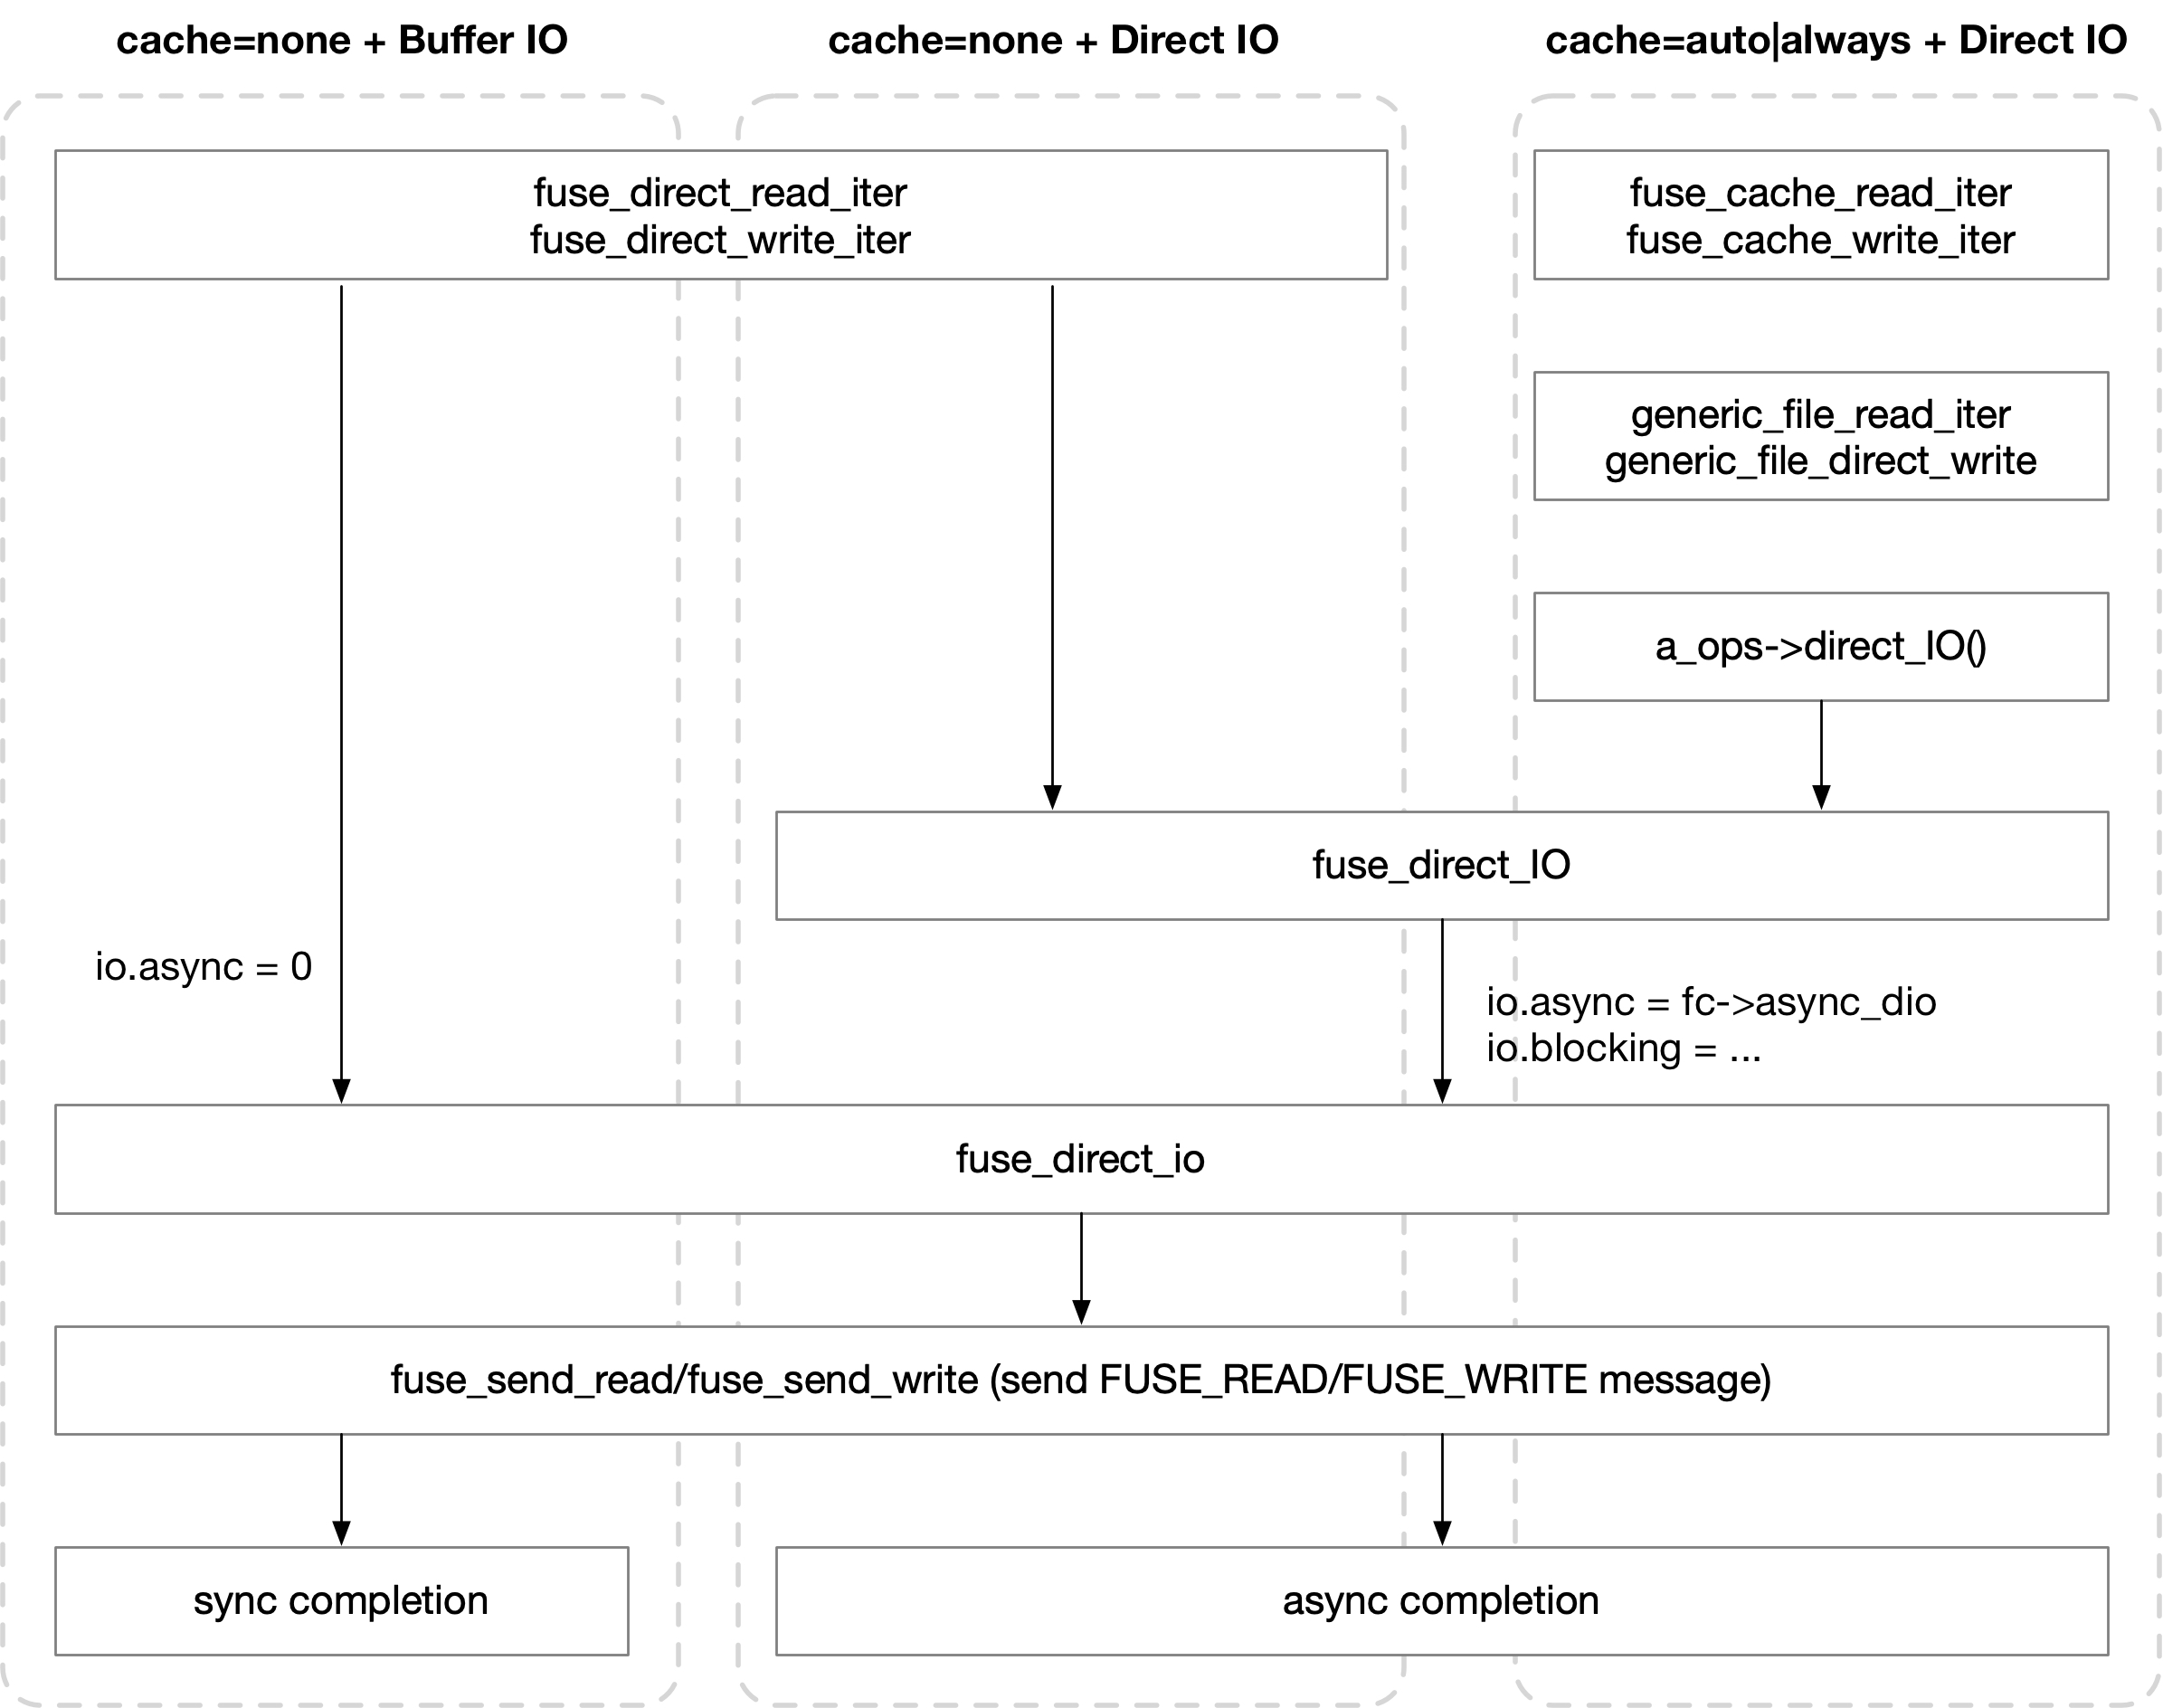 cache=none + Buffer IO
cache=none + Direct IO
cache=auto|always + Direct IO
fuse_direct_read_iter
fuse_direct_write_iter
fuse_cache_read_iter
fuse_cache_write_iter
generic_file_read_iter
generic_file_direct_write
a_ops->direct_IO()
fuse_direct_IO
io.async = 0
io.async = fc->async_dio
io.blocking = ...
fuse_direct_io
fuse_send_read/fuse_send_write (send FUSE_READ/FUSE_WRITE message)
sync completion
async completion